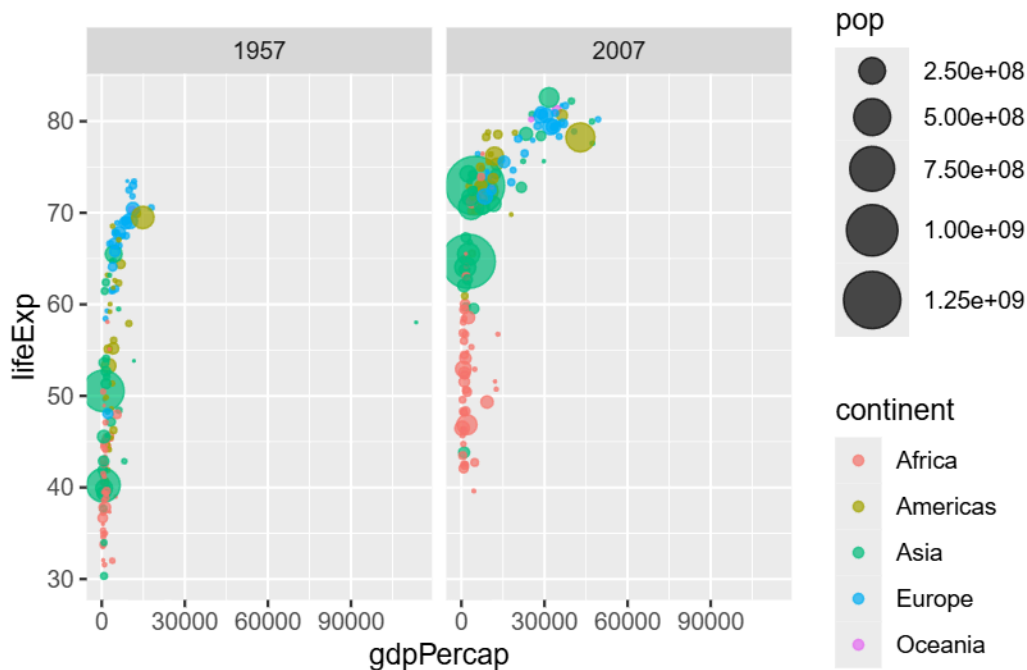 1957
2007
80
70
60
50
40
30
0
30000
60000
90000
0
30000
60000
90000
gdpPercap
lifeExp
pop
2.50e+08
5.00e+08
7.50e+08
1.00e+09
1.25e+09
continent
Africa
Americas
Asia
Europe
Oceania